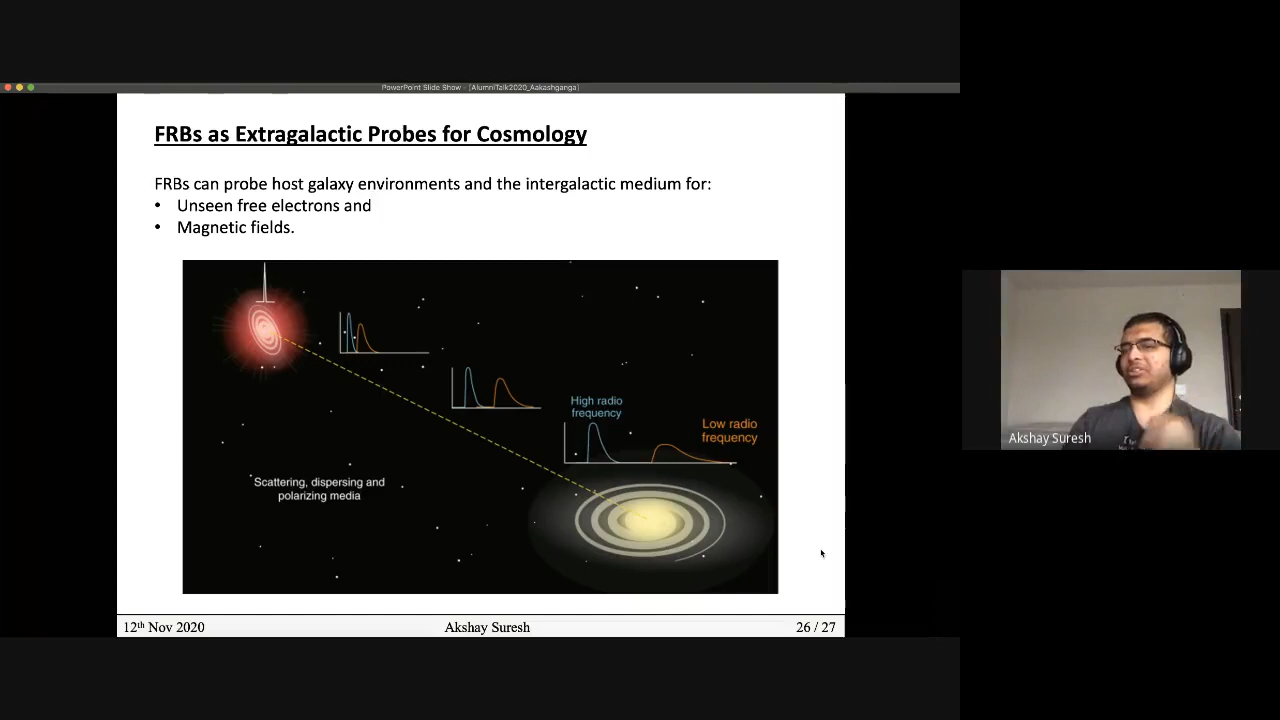 PowerPoint Slide Show - [AlumniTalk2020_Aakashganga]
FRBs as Extragalactic Probes for Cosmology
FRBs can probe host galaxy environments and the intergalactic medium for:
• Unseen free electrons and
• Magnetic fields.
High radio
frequency
Low radio
frequency
Scattering, dispersing and
polarizing media
12th Nov 2020
Akshay Suresh
26 / 27
Akshay Suresh